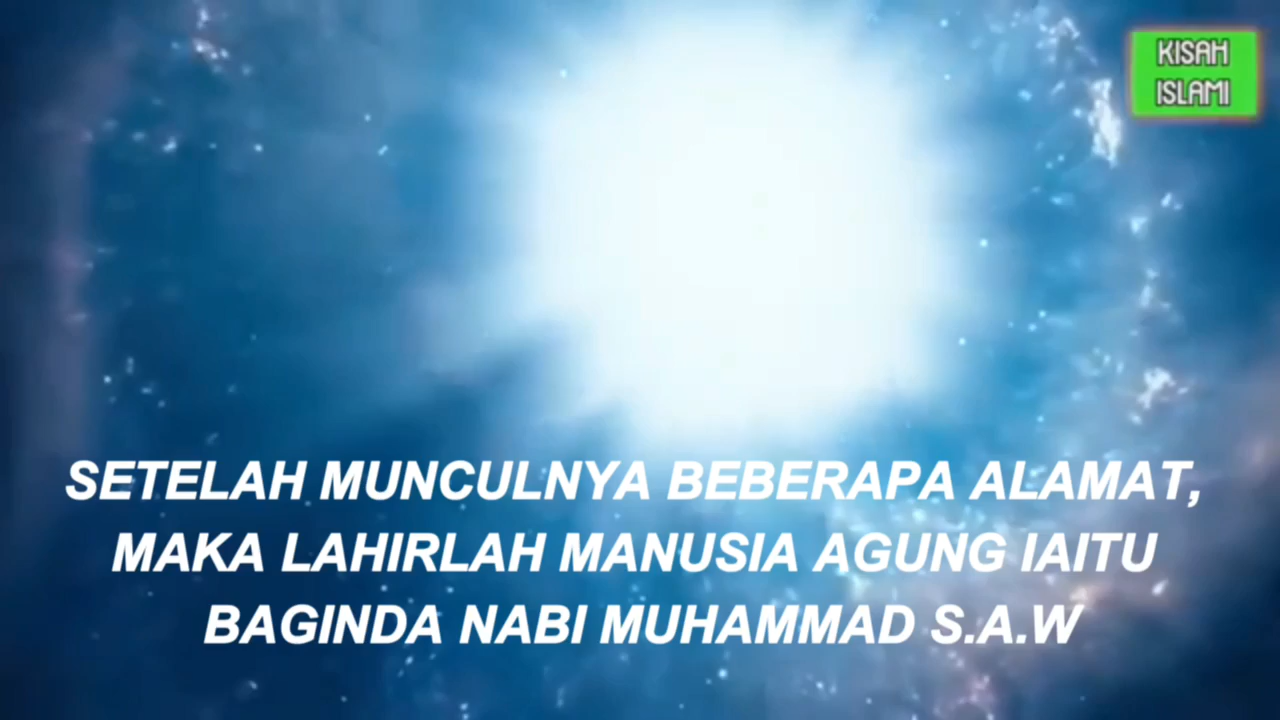 KISAH
ISLAMI
SETELAH MUNCULNYA BEBERAPA ALAMAT,
MAKA LAHIRLAH MANUSIA AGUNG IAITU
BAGINDA NABI MUHAMMAD S.A.W